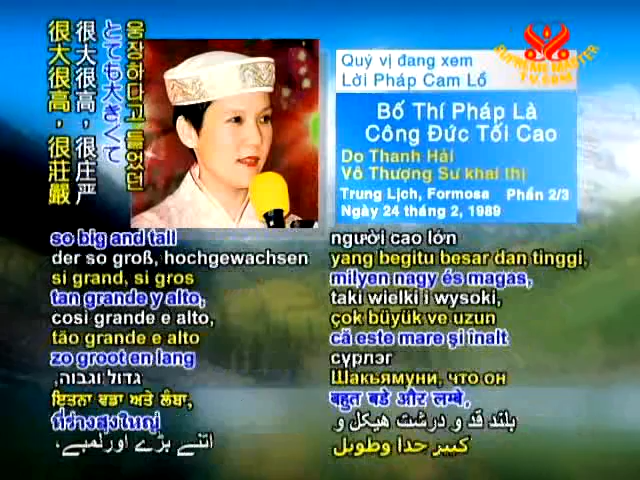 很大很高，很莊嚴
很大很高，很庄严
とても大きくて
웅장하다고 들었던
SUPREME MASTER
TV.COM
Quý vị đang xem
Lời Pháp Cam Lồ
Bố Thí Pháp Là
Công Đức Tối Cao
Do Thanh Hải
Vô Thượng Sư khai thị
Trung Lịch, Formosa Phần 2/3
Ngày 24 tháng 2, 1989
so big and tall
der so groß, hochgewachsen
si grand, si gros
tan grande y alto,
cosi grande e alto,
tão grande e alto
zo groot en lang
גדול וגבוה,
ਇਤਨਾ ਵਡਾ ਅਤੇ ਲੰਬਾ,
ที่ร่างสูงใหญ่
اتنے بڑے اورلمبے،
người cao lớn
yang begitu besar dan tinggi,
milyen nagy és magas,
taki wielki i wysoki,
çok büyük ve uzun
că este mare şi înalt
сүрлэг
Шакьямуни, что он
बहुत बडे और लम्बे,
بلند قد و درشت هیکل و
كبير جدا وطويل